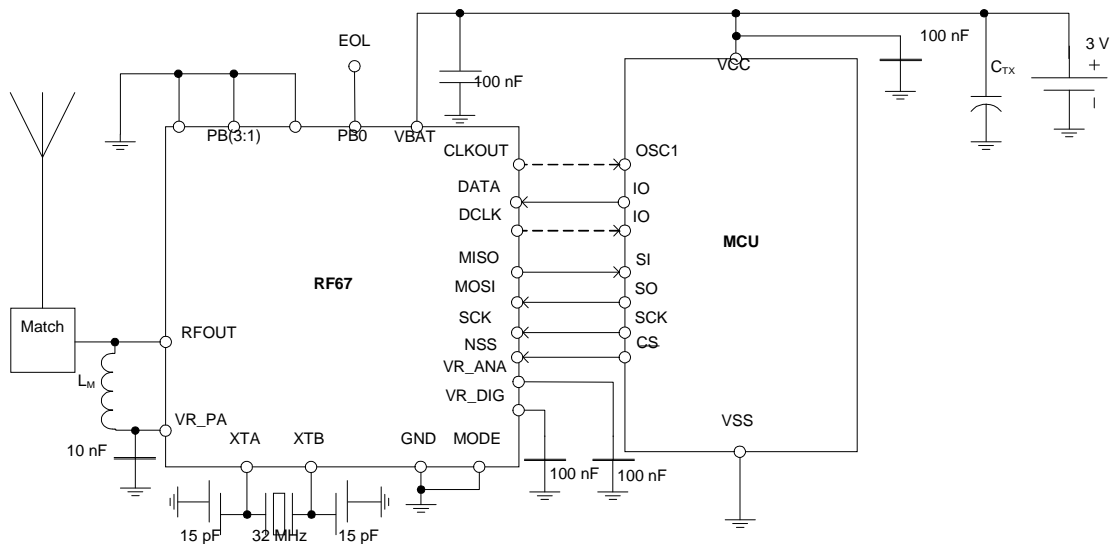 EOL
100 nF
3 V
+
VCC
C_TX
100 nF
PB(3:1)
PB0
VBAT
CLKOUT
OSC1
DATA
IO
DCLK
IO
MCU
MISO
SI
RF67
MOSI
SO
Match
RFOUT
SCK
SCK
NSS
CS
VR_ANA
L_M
VR_DIG
VR_PA
VSS
XTA
XTB
GND
MODE
10 nF
100 nF
100 nF
15 pF
32 MHz
15 pF